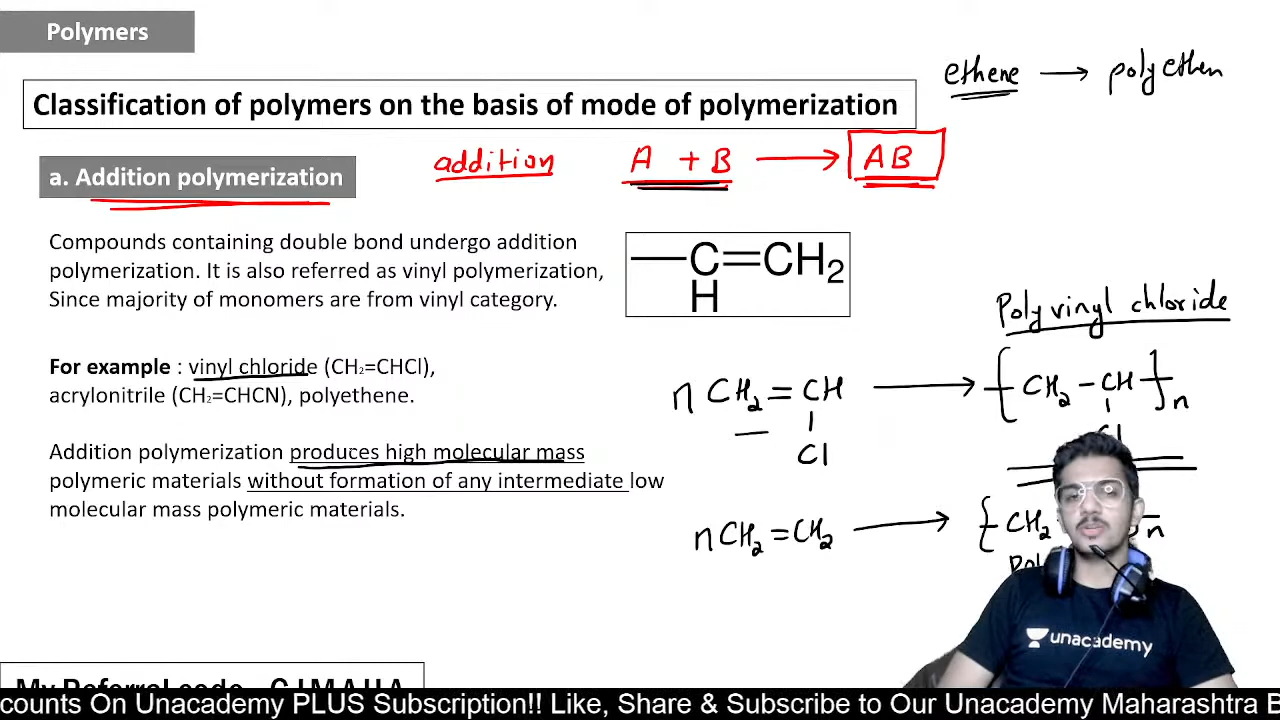 Polymers
ethene → polyethen
Classification of polymers on the basis of mode of polymerization
a. Addition polymerization
addition A + B → AB
Compounds containing double bond undergo addition
polymerization. It is also referred as vinyl polymerization,
Since majority of monomers are from vinyl category.
C=CH2
H
Polyvinyl chloride
For example : vinyl chloride (CH2=CHCl),
acrylonitrile (CH2=CHCN), polyethene.
n CH2 = CH → { CH2 - CH } n
Cl
Addition polymerization produces high molecular mass
polymeric materials without formation of any intermediate low
molecular mass polymeric materials.
nCH2 = CH2 → { CH2 n
unacademy
counts On Unacademy PLUS Subscription!! Like, Share & Subscribe to Our Unacademy Maharashtra B